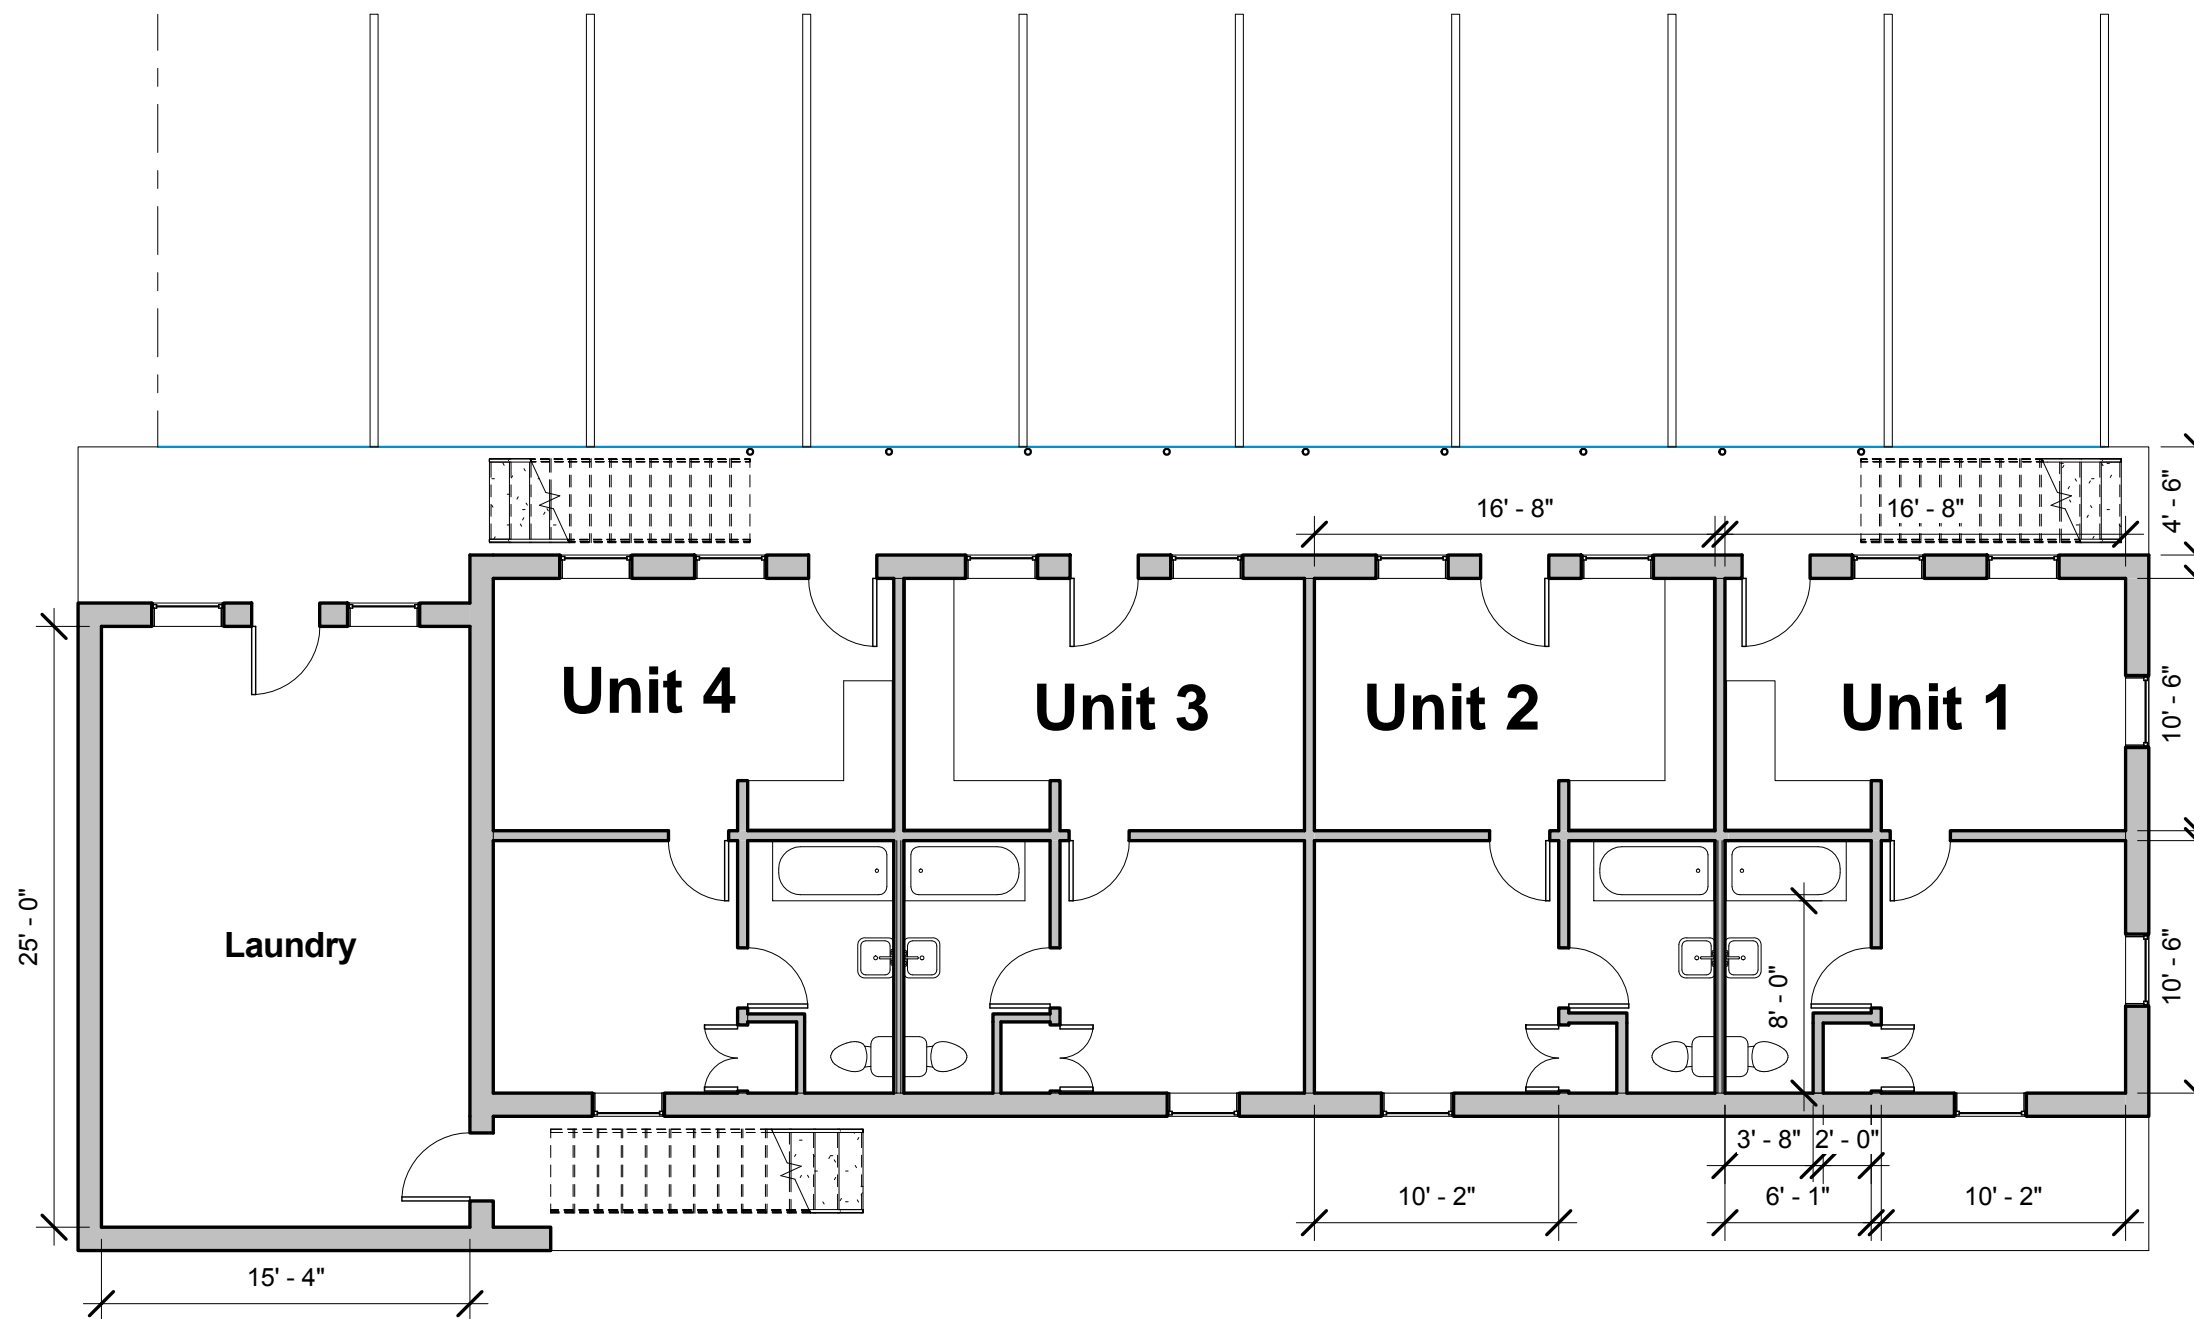 16' - 8"
16' - 8"
4' - 6"
Unit 4
Unit 3
Unit 2
Unit 1
10' - 6"
25' - 0"
Laundry
8' - 0"
10' - 6"
3' - 8"
2' - 0"
10' - 2"
6' - 1"
10' - 2"
15' - 4"